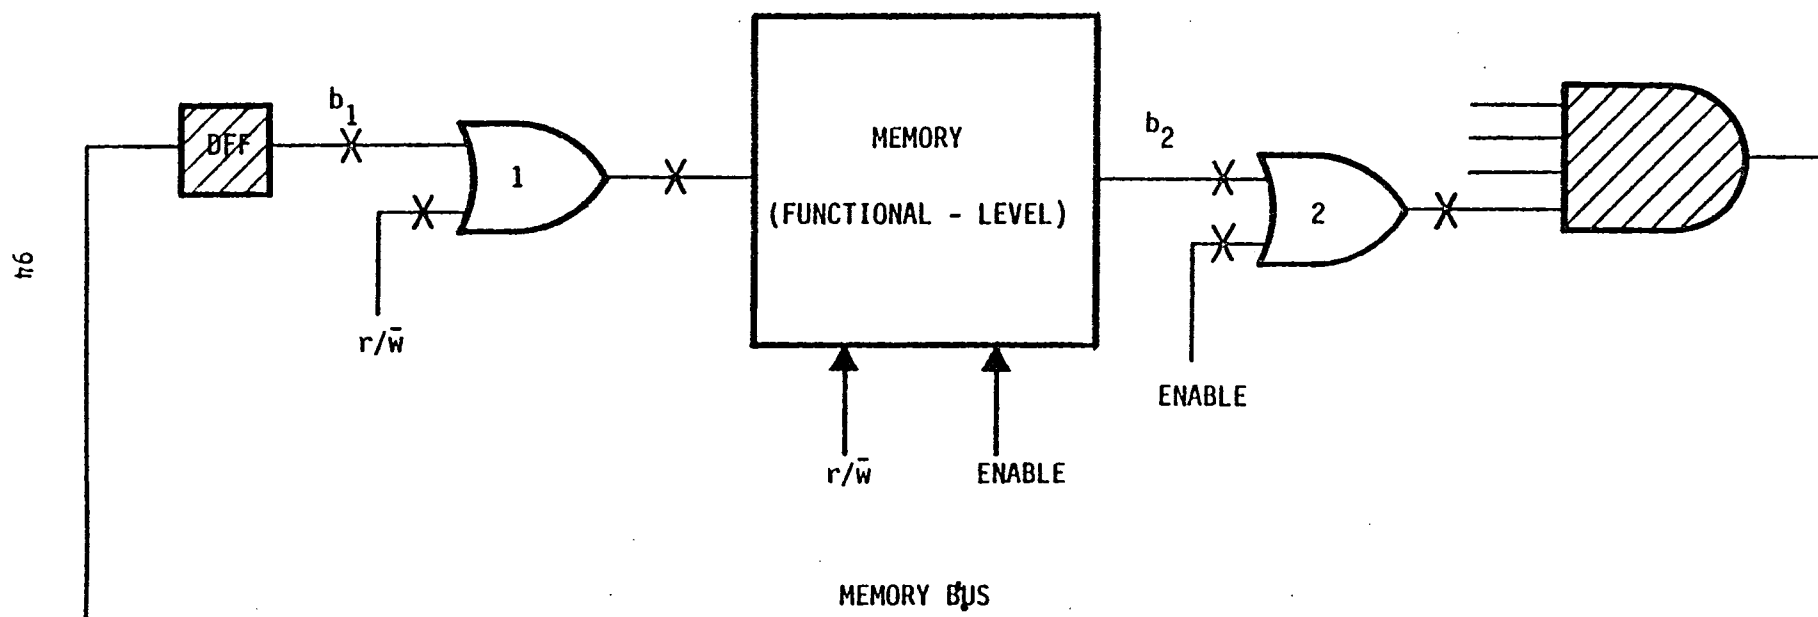 b1
DFF
1
r/w̄
MEMORY
(FUNCTIONAL - LEVEL)
r/w̄
ENABLE
b2
2
ENABLE
94
MEMORY BUS